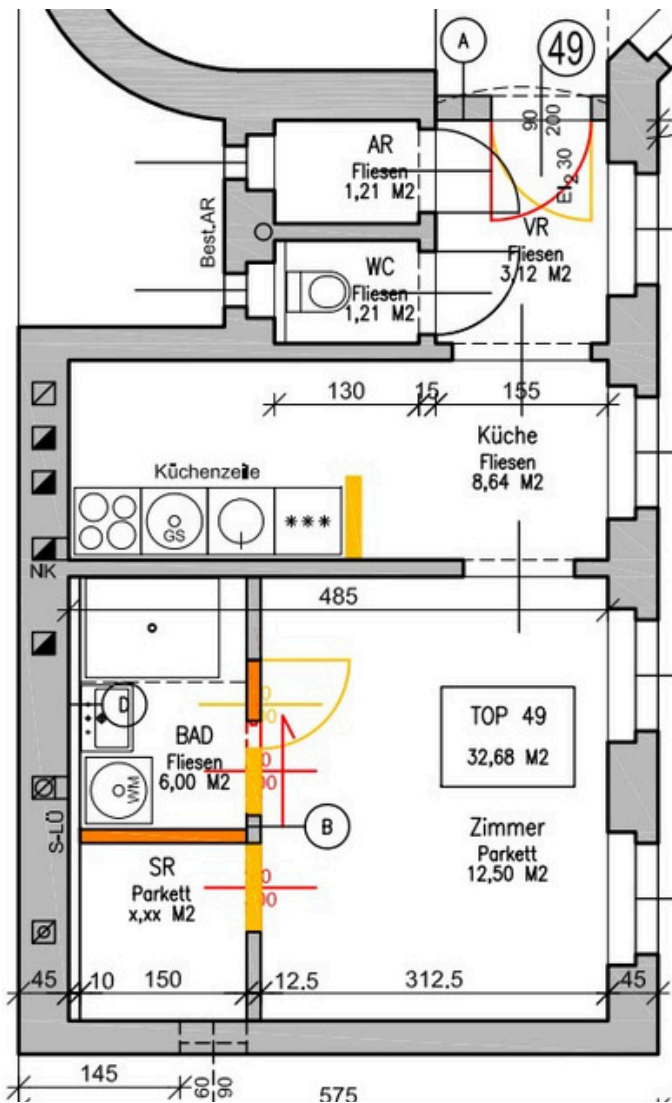 A
49
90
200
EI₂ 30
AR
Fliesen
1,21 M2
VR
Fliesen
3,12 M2
Best.AR
WC
Fliesen
1,21 M2
130
15
155
Küche
Fliesen
8,64 M2
Küchenzeile
GS
***
NK
485
D
BAD
Fliesen
6,00 M2
WM
TOP 49
32,68 M2
B
S-LÜ
Zimmer
Parkett
12,50 M2
SR
Parkett
x,xx M2
45
10
150
12.5
312.5
45
145
60
90
575